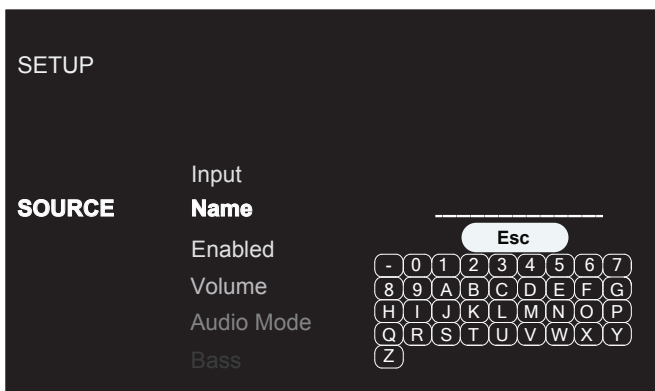 SETUP
Input
SOURCE Name ____________
Enabled Esc
- 0 1 2 3 4 5 6 7
Volume 8 9 A B C D E F G
H I J K L M N O P
Audio Mode Q R S T U V W X Y
Bass Z